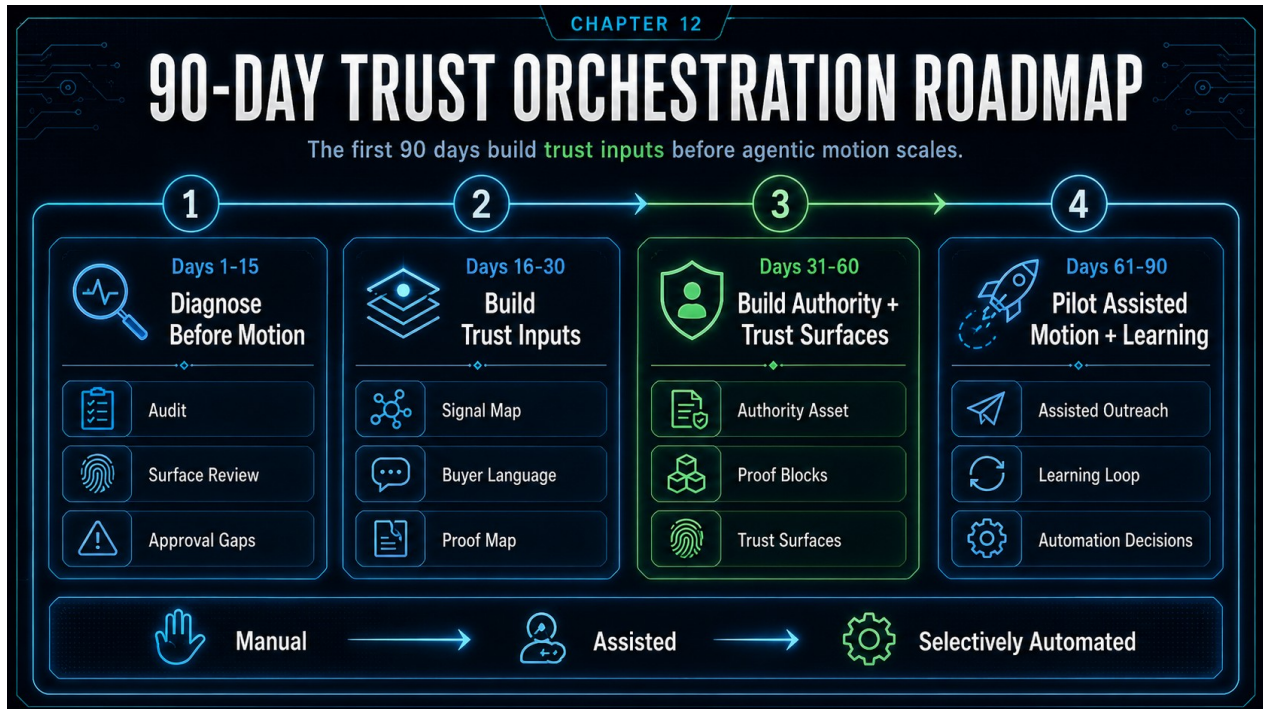 CHAPTER 12
90-DAY TRUST ORCHESTRATION ROADMAP
The first 90 days build trust inputs before agentic motion scales.
1
2
3
4
Days 1-15
Diagnose
Before Motion
Audit
Surface Review
Approval Gaps
Days 16-30
Build
Trust Inputs
Signal Map
Buyer Language
Proof Map
Days 31-60
Build Authority +
Trust Surfaces
Authority Asset
Proof Blocks
Trust Surfaces
Days 61-90
Pilot Assisted
Motion + Learning
Assisted Outreach
Learning Loop
Automation Decisions
Manual
Assisted
Selectively Automated